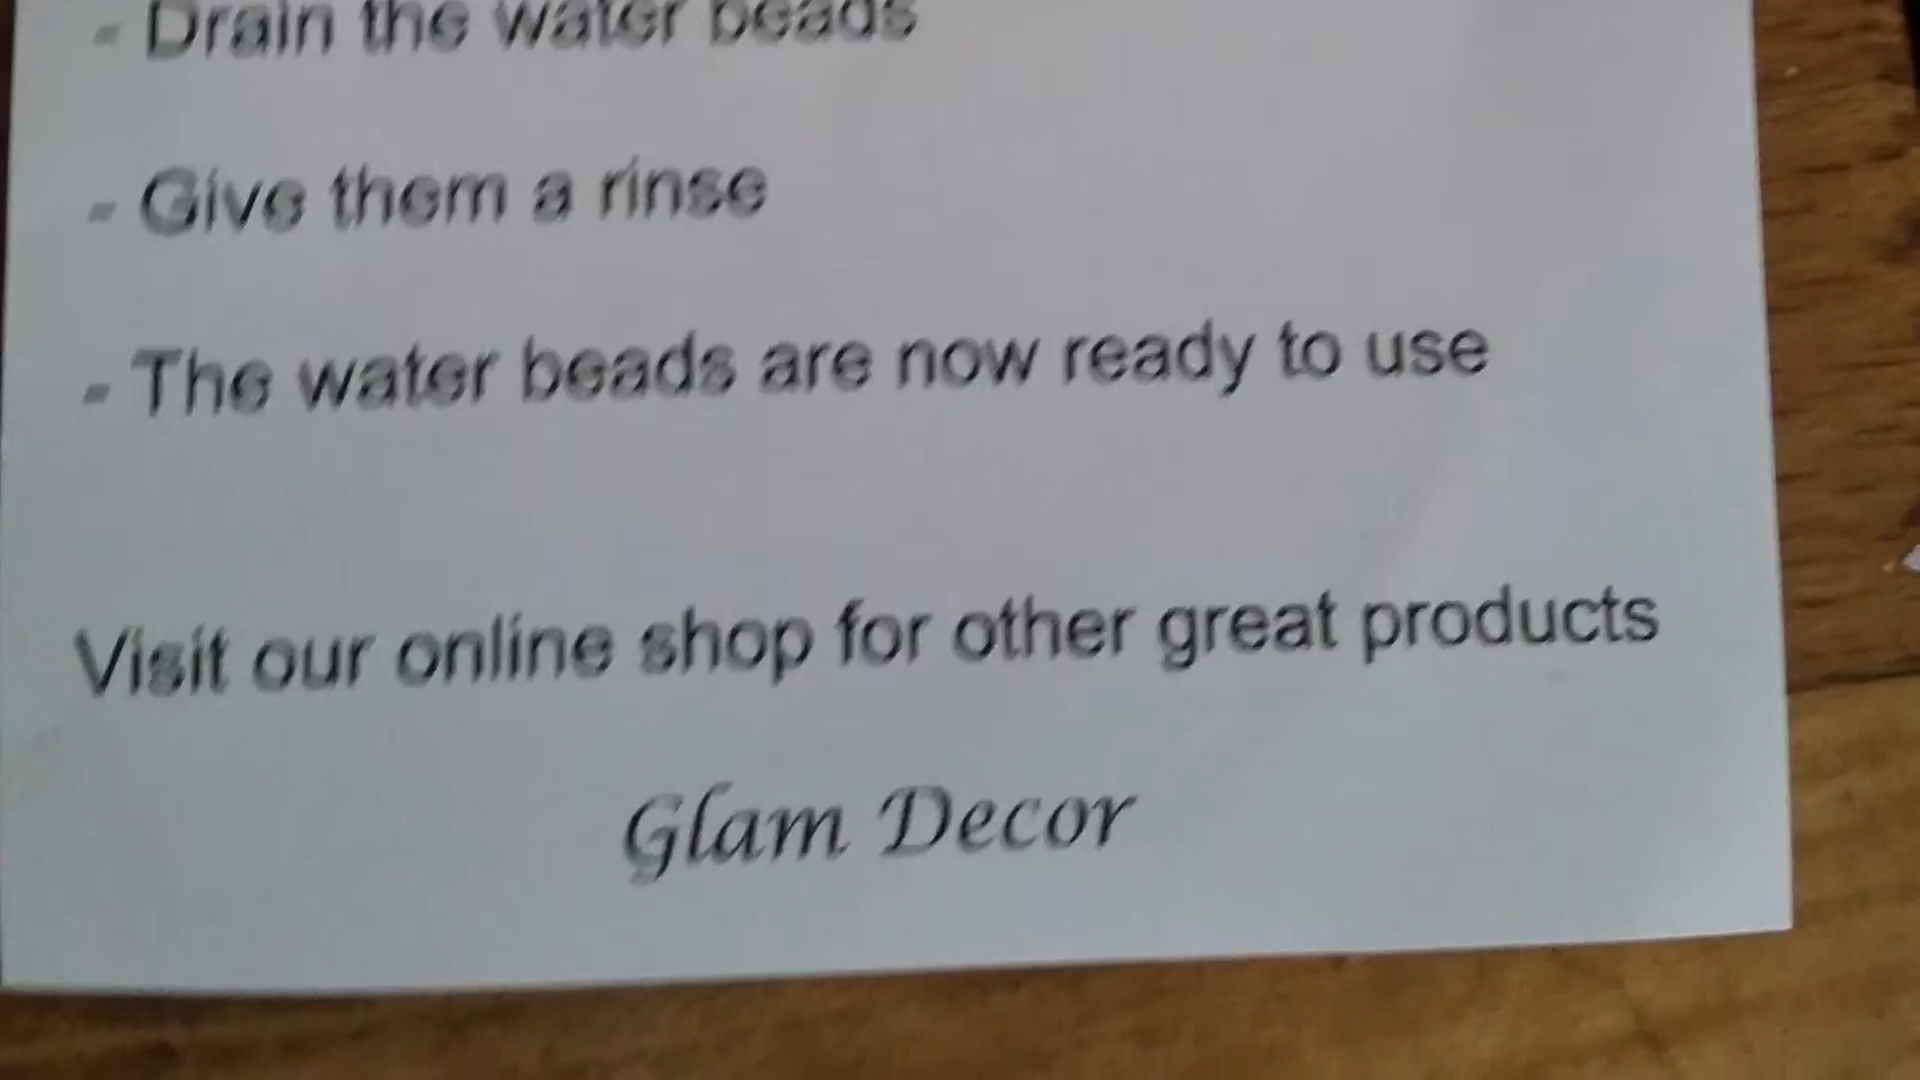 - Drain the water beads
- Give them a rinse
- The water beads are now ready to use
Visit our online shop for other great products
Glam Decor